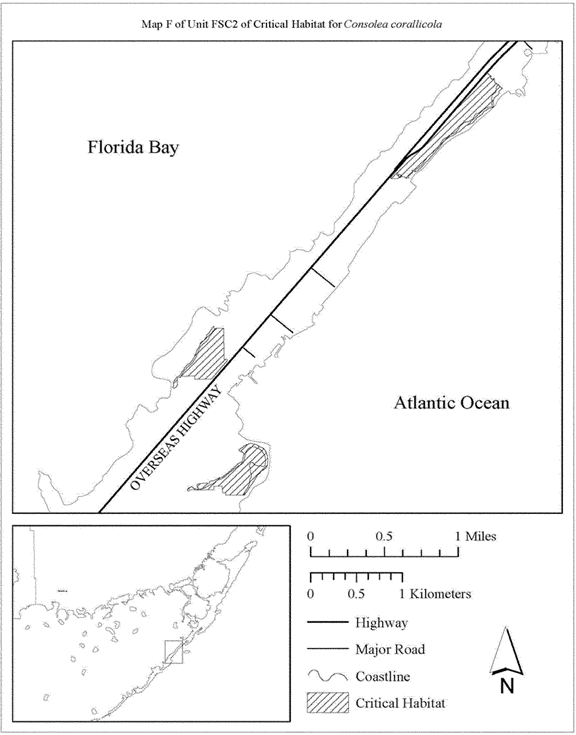 Map F of Unit FSC2 of Critical Habitat for Consolea corallicola
Florida Bay
Atlantic Ocean
OVERSEAS HIGHWAY
0 0.5 1 Miles
0 0.5 1 Kilometers
Highway
Major Road
Coastline
Critical Habitat
N